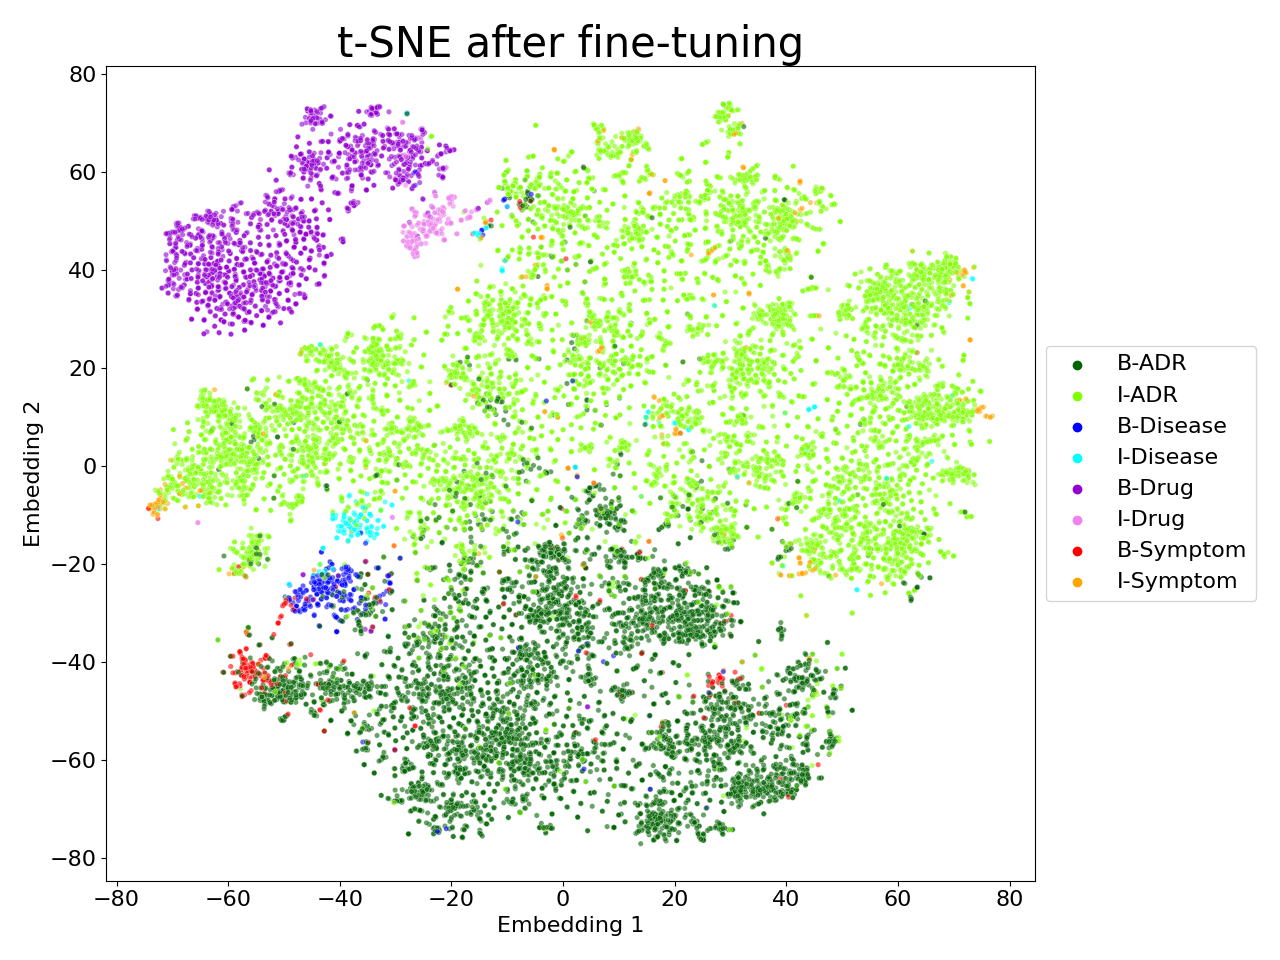 t-SNE after fine-tuning
80
60
40
20
0
−20
−40
−60
−80
Embedding 2
−80 −60 −40 −20 0 20 40 60 80
Embedding 1
B-ADR
I-ADR
B-Disease
I-Disease
B-Drug
I-Drug
B-Symptom
I-Symptom